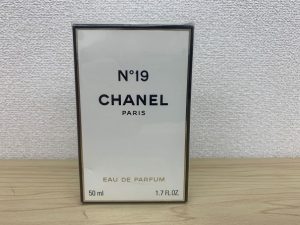 N°19
CHANEL
PARIS
EAU DE PARFUM
50 ml 1.7 FL.OZ.